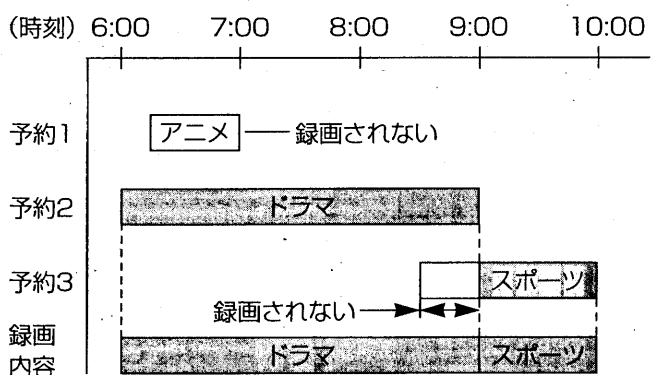 (時刻) 6:00 7:00 8:00 9:00 10:00
予約1 アニメ 録画されない
予約2 ドラマ
予約3 スポーツ
録画されない
録画
内容 ドラマ スポーツ